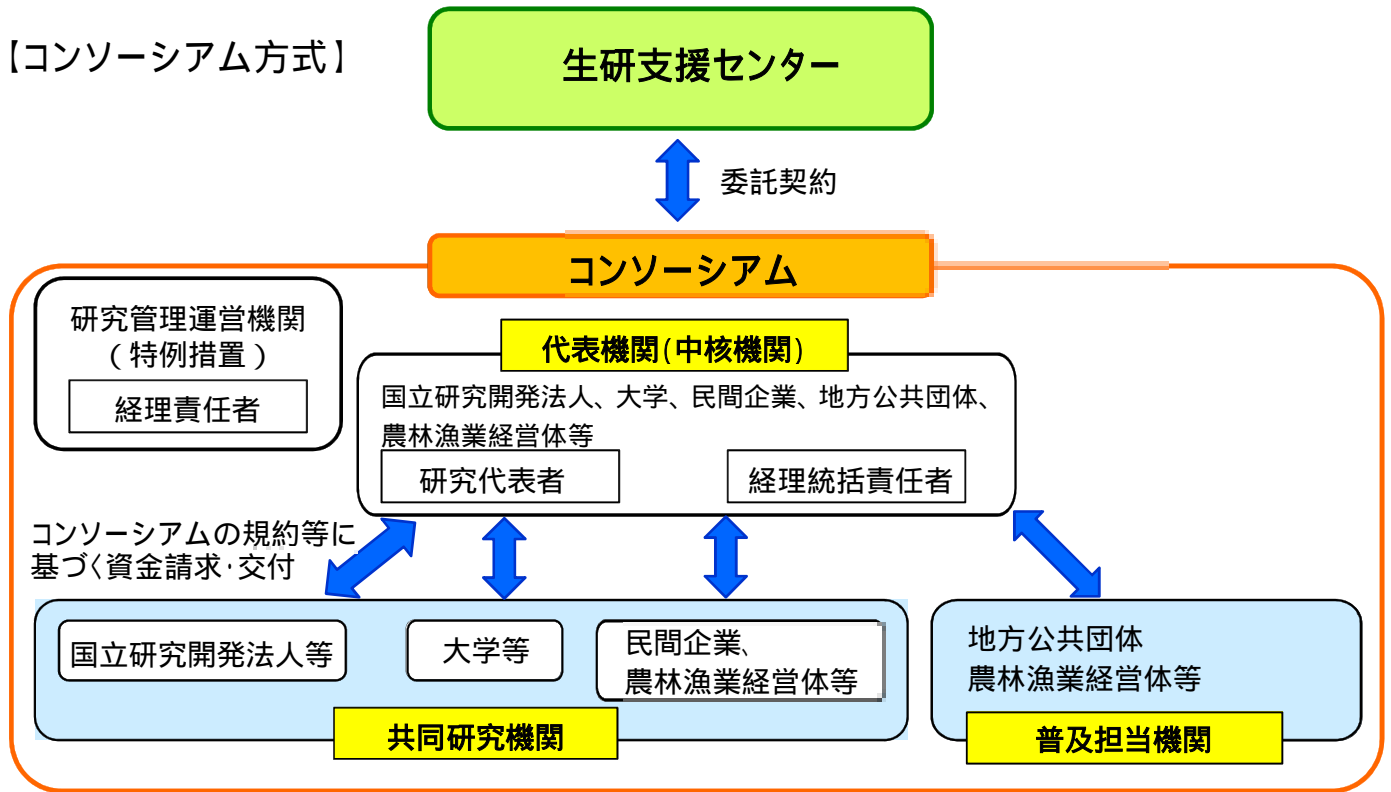 【コンソーシアム方式】
生研支援センター
委託契約
コンソーシアム
研究管理運営機関
(特例措置)
経理責任者
代表機関(中核機関)
国立研究開発法人、大学、民間企業、地方公共団体、
農林漁業経営体等
研究代表者
経理統括責任者
コンソーシアムの規約等に
基づく資金請求・交付
国立研究開発法人等
大学等
民間企業、
農林漁業経営体等
共同研究機関
地方公共団体
農林漁業経営体等
普及担当機関